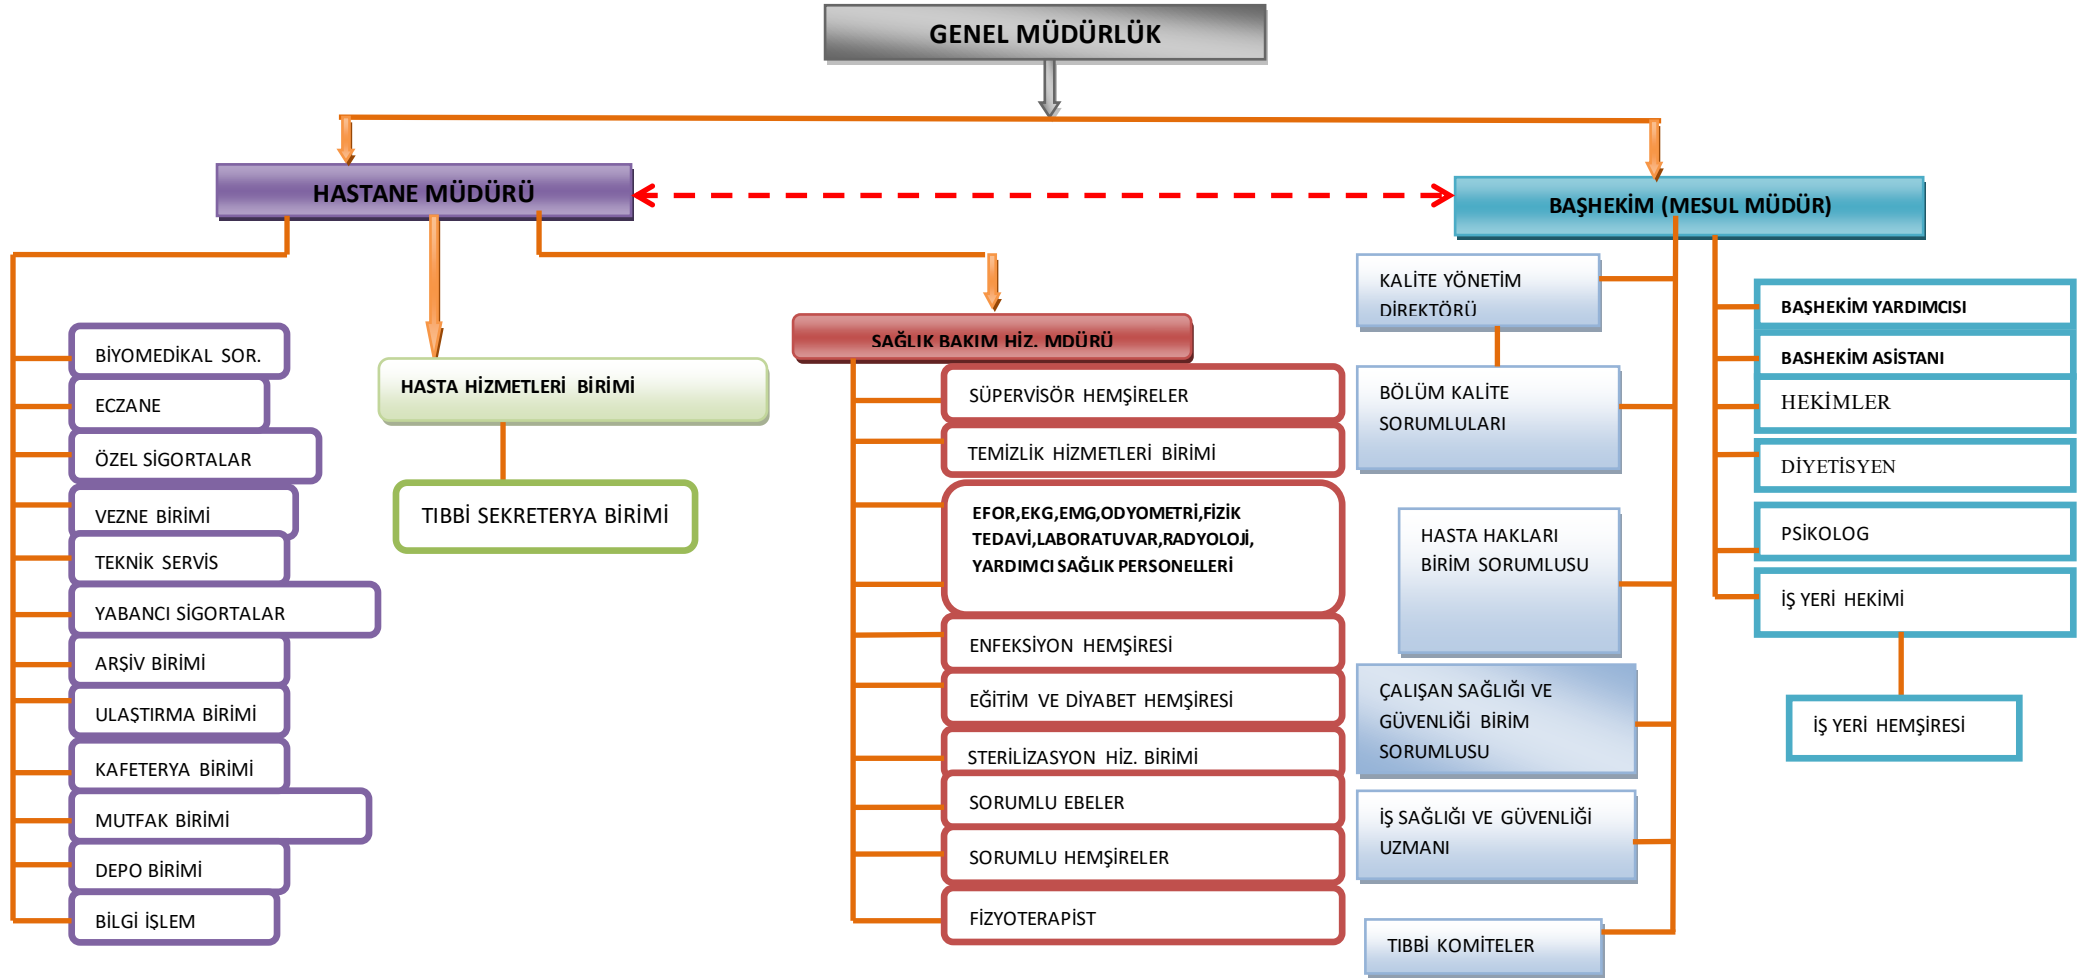 GENEL MÜDÜRLÜK
HASTANE MÜDÜRÜ
BAŞHEKİM (MESUL MÜDÜR)
BİYOMEDİKAL SOR.
ECZANE
ÖZEL SİGORTALAR
VEZNE BİRİMİ
TEKNİK SERVİS
YABANCI SİGORTALAR
ARŞİV BİRİMİ
ULAŞTIRMA BİRİMİ
KAFETERYA BİRİMİ
MUTFAK BİRİMİ
DEPO BİRİMİ
BİLGİ İŞLEM
HASTA HİZMETLERİ BİRİMİ
TIBBİ SEKRETERYA BİRİMİ
SAĞLIK BAKIM HİZ. MDÜRÜ
SÜPERVİSÖR HEMŞİRELER
TEMİZLİK HİZMETLERİ BİRİMİ
EFOR,EKG,EMG,ODYOMETRİ,FİZİK
TEDAVİ,LABORATUVAR,RADYOLOJİ,
YARDIMCI SAĞLIK PERSONELLERİ
ENFEKSİYON HEMŞİRESİ
EĞİTİM VE DİYABET HEMŞİRESİ
STERİLİZASYON HİZ. BİRİMİ
SORUMLU EBELER
SORUMLU HEMŞİRELER
FİZYOTERAPİST
KALİTE YÖNETİM
DİREKTÖRÜ
BÖLÜM KALİTE
SORUMLULARI
HASTA HAKLARI
BİRİM SORUMLUSU
ÇALIŞAN SAĞLIĞI VE
GÜVENLİĞİ BİRİM
SORUMLUSU
İŞ SAĞLIĞI VE GÜVENLİĞİ
UZMANI
TIBBİ KOMİTELER
BAŞHEKİM YARDIMCISI
BASHEKİM ASİSTANI
HEKİMLER
DİYETİSYEN
PSİKOLOG
İŞ YERİ HEKİMİ
İŞ YERİ HEMŞİRESİ